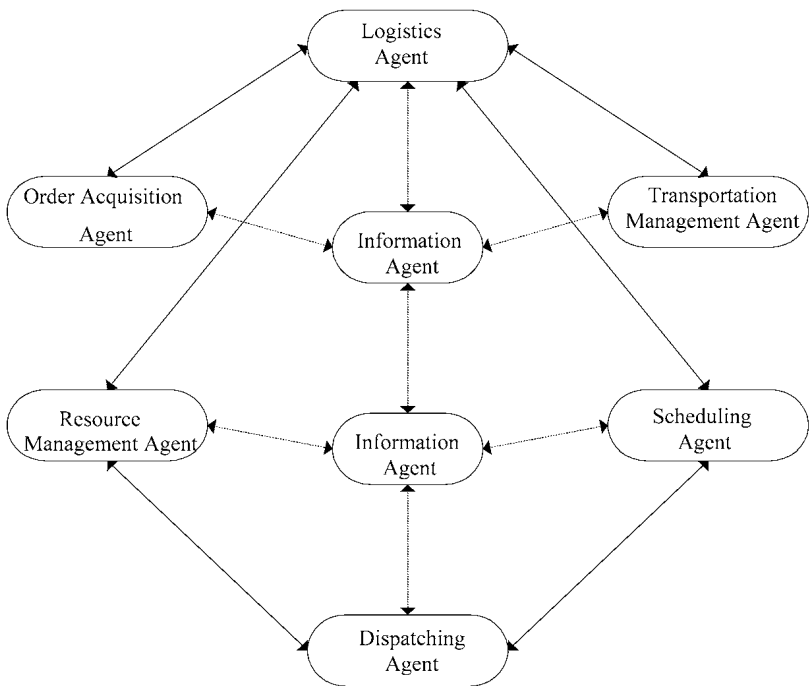 Logistics
Agent
Order Acquisition
Agent
Transportation
Management Agent
Information
Agent
Resource
Management Agent
Scheduling
Agent
Information
Agent
Dispatching
Agent